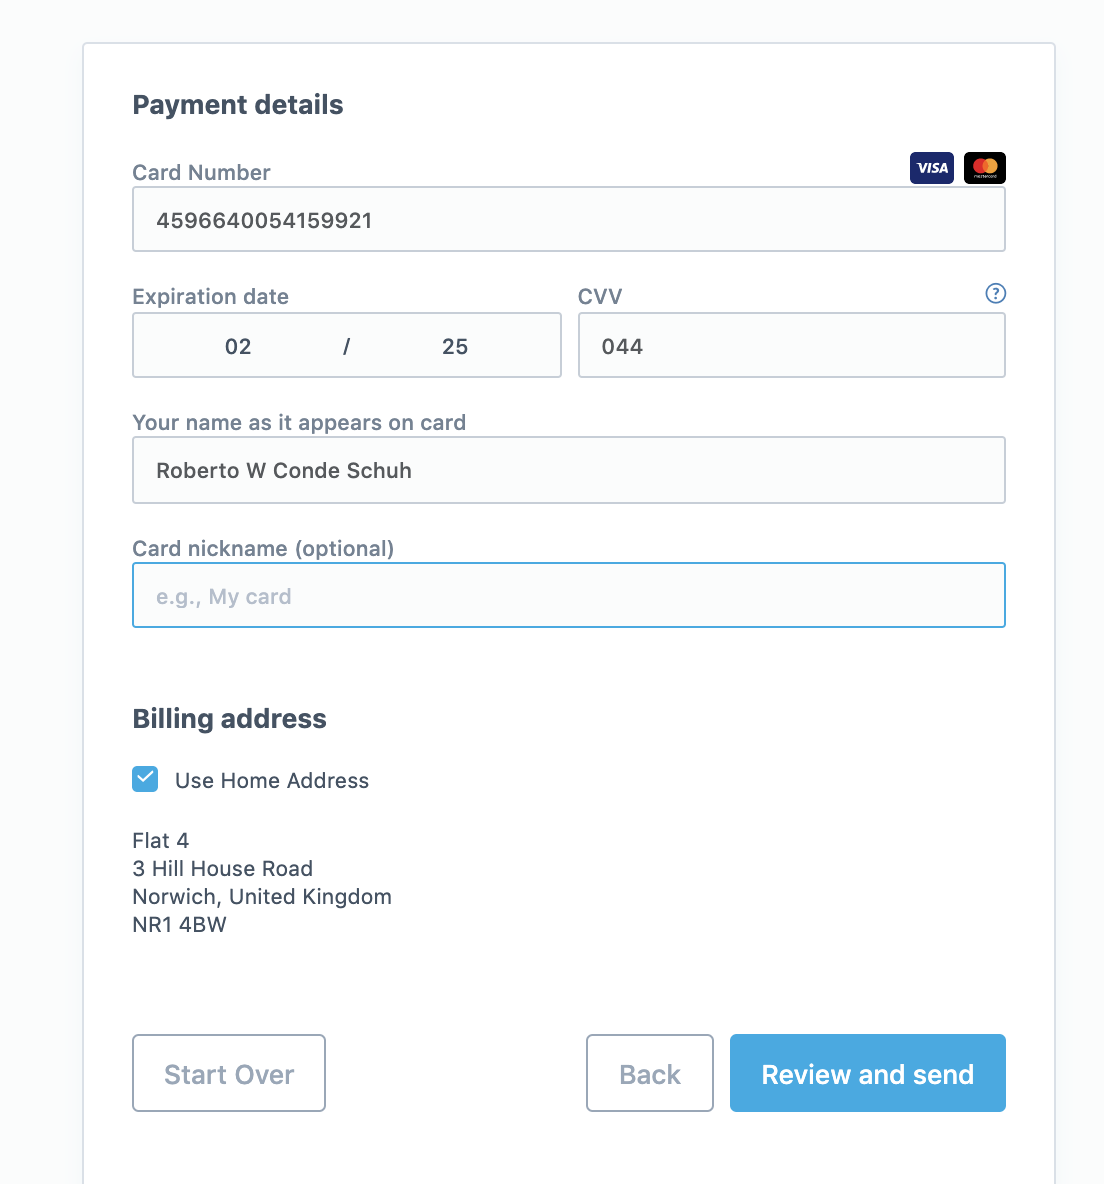 Payment details
Card Number
VISA
mastercard
4596640054159921
Expiration date
CVV
?
02 / 25
044
Your name as it appears on card
Roberto W Conde Schuh
Card nickname (optional)
e.g., My card
Billing address
Use Home Address
Flat 4
3 Hill House Road
Norwich, United Kingdom
NR1 4BW
Start Over
Back
Review and send